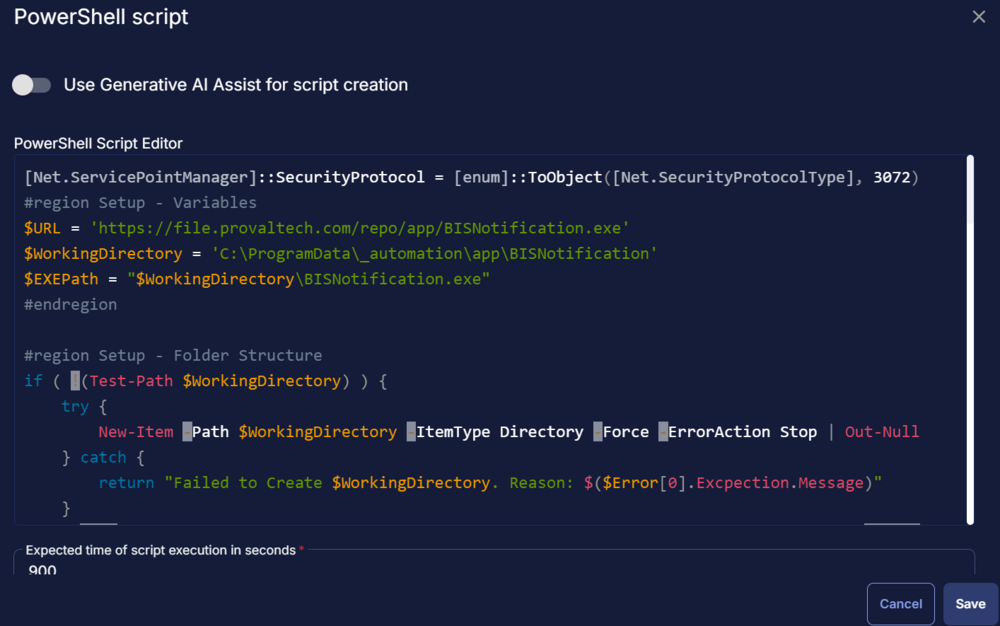 PowerShell script
Use Generative AI Assist for script creation
PowerShell Script Editor
[Net.ServicePointManager]::SecurityProtocol = [enum]::ToObject([Net.SecurityProtocolType], 3072)
#region Setup - Variables
$URL = 'https://file.provaltech.com/repo/app/BISNotification.exe'
$WorkingDirectory = 'C:\ProgramData\_automation\app\BISNotification'
$EXEPath = "$WorkingDirectory\BISNotification.exe"
#endregion
#region Setup - Folder Structure
if ( !(Test-Path $WorkingDirectory) ) {
try {
New-Item -Path $WorkingDirectory -ItemType Directory -Force -ErrorAction Stop | Out-Null
} catch {
return "Failed to Create $WorkingDirectory. Reason: $($Error[0].Excpection.Message)"
}
Expected time of script execution in seconds *
900
Cancel
Save